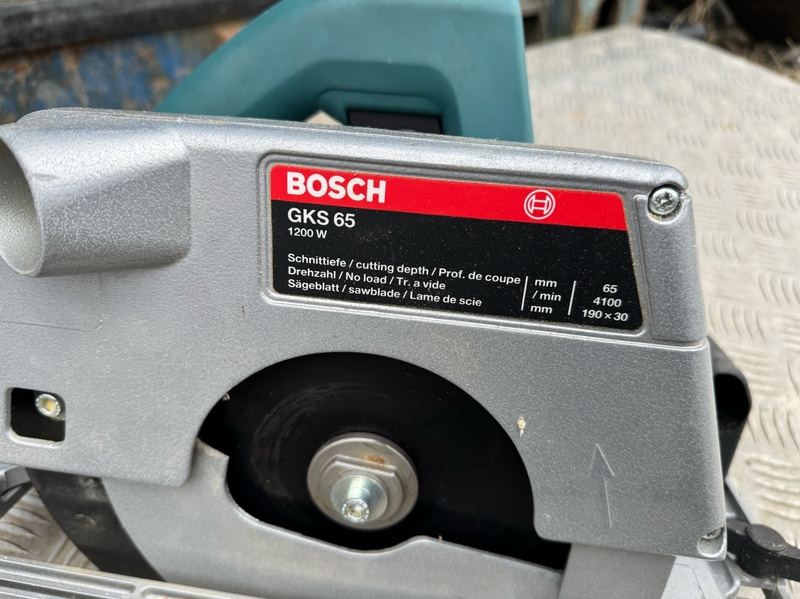 BOSCH
GKS 65
1200 W
Schnittiefe / cutting depth / Prof. de coupe mm 65
Drehzahl / No load / Tr. a vide / min 4100
Sägeblatt / sawblade / Lame de scie mm 190 × 30